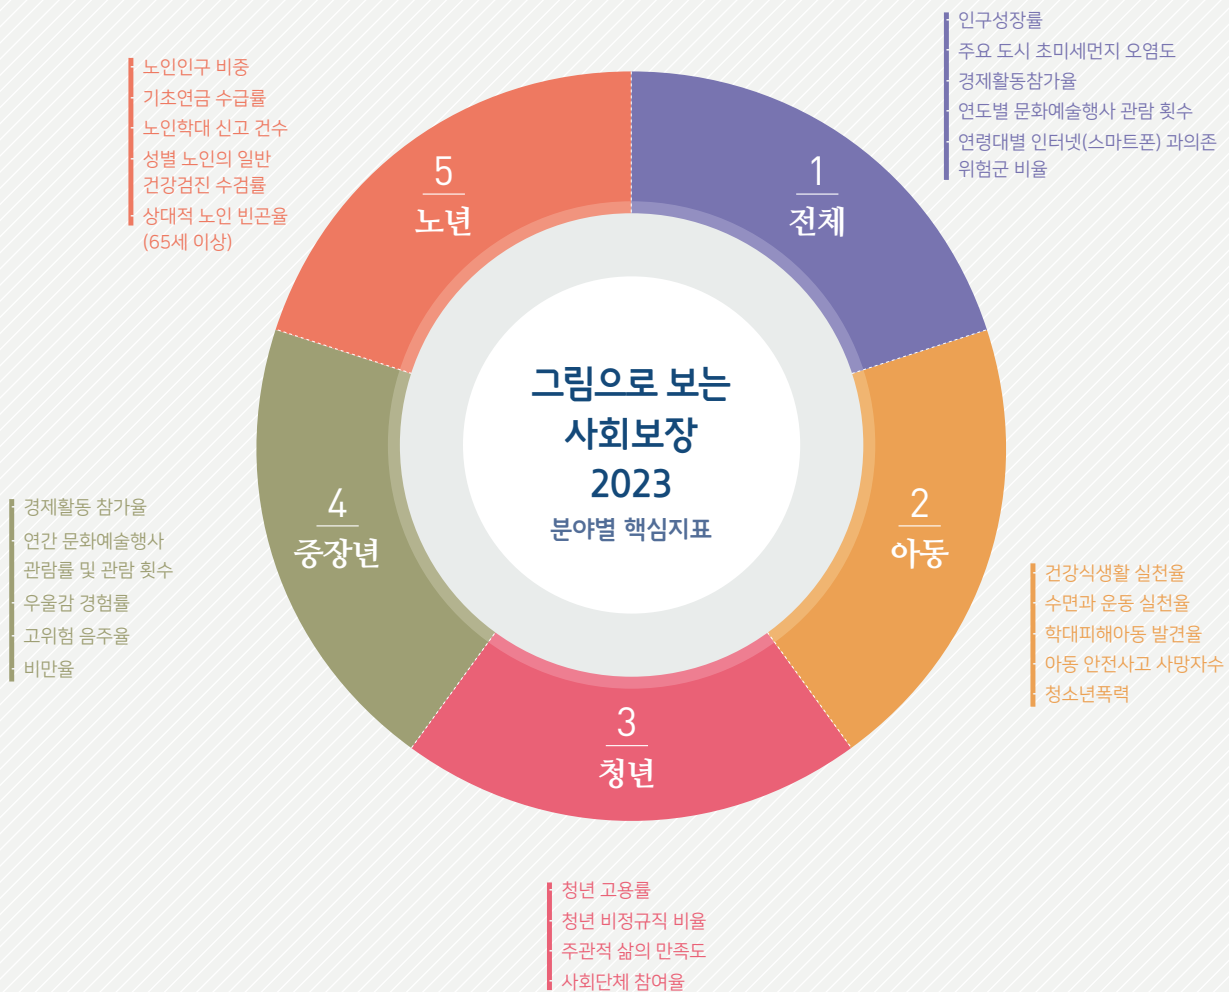 그림으로 보는
사회보장
2023
분야별 핵심지표
1
전체
인구성장률
주요 도시 초미세먼지 오염도
경제활동참가율
연도별 문화예술행사 관람 횟수
연령대별 인터넷(스마트폰) 과의존
위험군 비율
2
아동
건강식생활 실천율
수면과 운동 실천율
학대피해아동 발견율
아동 안전사고 사망자수
청소년폭력
3
청년
청년 고용률
청년 비정규직 비율
주관적 삶의 만족도
사회단체 참여율
4
중장년
경제활동 참가율
연간 문화예술행사
관람률 및 관람 횟수
우울감 경험률
고위험 음주율
비만율
5
노년
노인인구 비중
기초연금 수급률
노인학대 신고 건수
성별 노인의 일반
건강검진 수검률
상대적 노인 빈곤율
(65세 이상)